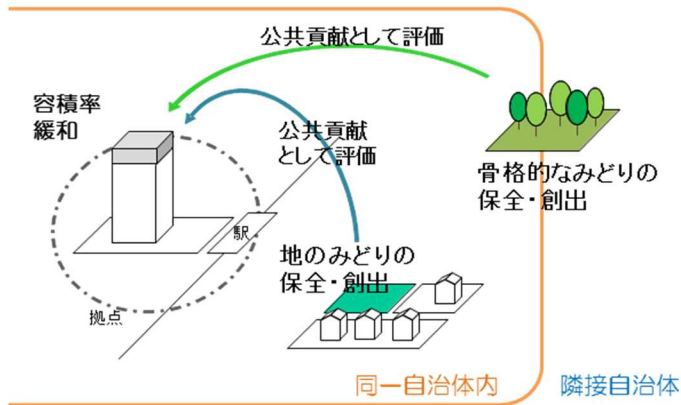 公共貢献として評価
容積率
緩和
公共貢献
として評価
骨格的なみどりの
保全・創出
駅
地のみどりの
保全・創出
拠点
同一自治体内
隣接自治体